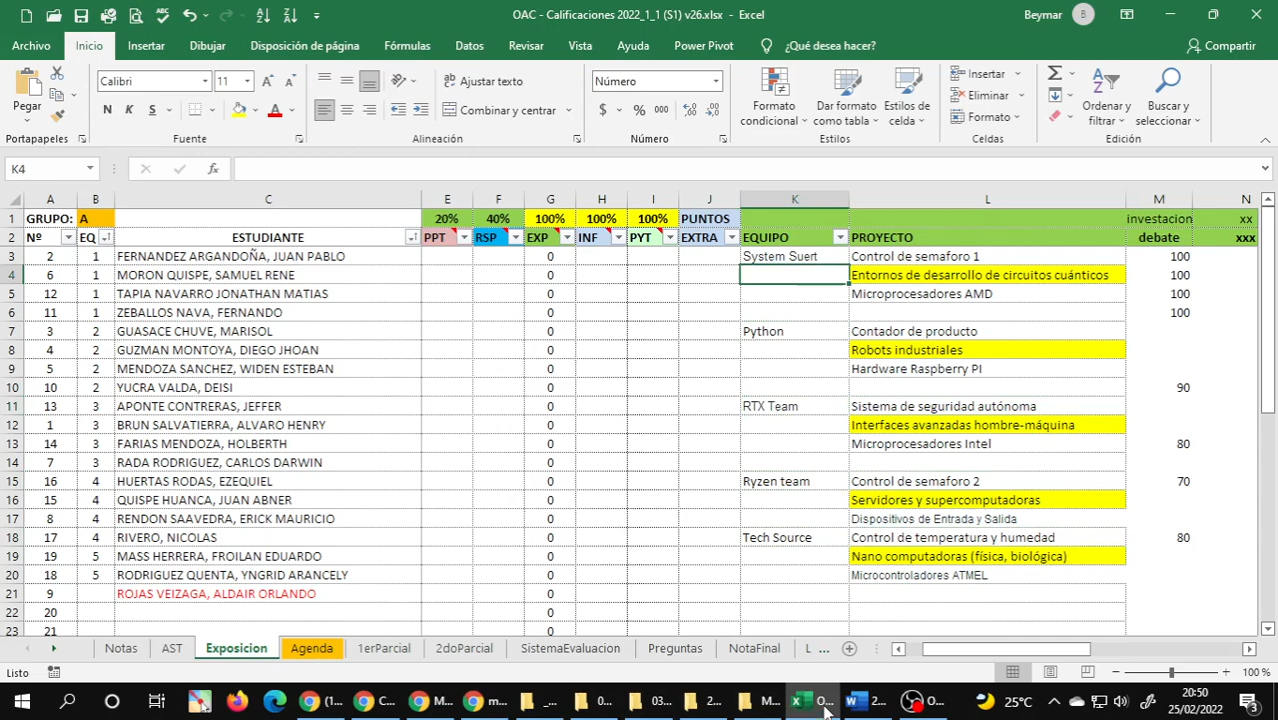 OAC - Calificaciones 2022_1_1 (S1) v26.xlsx - Excel
Beymar B
Archivo Inicio Insertar Dibujar Disposición de página Fórmulas Datos Revisar Vista Ayuda Power Pivot ¿Qué desea hacer? Compartir
Pegar
Calibri 11
N K S
Ajustar texto
Combinar y centrar
Número
$ % 000
Formato condicional
Dar formato como tabla
Estilos de celda
Insertar
Eliminar
Formato
Ordenar y filtrar
Buscar y seleccionar
Portapapeles Fuente Alineación Número Estilos Celdas Edición
K4 fx
A B C E F G H I J K L M N
1 GRUPO: A 20% 40% 100% 100% 100% PUNTOS investacion xx
2 Nº EQ ESTUDIANTE PPT RSP EXP INF PYT EXTRA EQUIPO PROYECTO debate xxx
3 2 1 FERNANDEZ ARGANDOÑA, JUAN PABLO 0 System Suert Control de semaforo 1 100
4 6 1 MORON QUISPE, SAMUEL RENE 0 Entornos de desarrollo de circuitos cuánticos 100
5 12 1 TAPIA NAVARRO JONATHAN MATIAS 0 Microprocesadores AMD 100
6 11 1 ZEBALLOS NAVA, FERNANDO 0 100
7 3 2 GUASACE CHUVE, MARISOL 0 Python Contador de producto
8 4 2 GUZMAN MONTOYA, DIEGO JHOAN 0 Robots industriales
9 5 2 MENDOZA SANCHEZ, WIDEN ESTEBAN 0 Hardware Raspberry PI
10 10 2 YUCRA VALDA, DEISI 0 90
11 13 3 APONTE CONTRERAS, JEFFER 0 RTX Team Sistema de seguridad autónoma
12 1 3 BRUN SALVATIERRA, ALVARO HENRY 0 Interfaces avanzadas hombre-máquina
13 14 3 FARIAS MENDOZA, HOLBERTH 0 Microprocesadores Intel 80
14 7 3 RADA RODRIGUEZ, CARLOS DARWIN 0
15 16 4 HUERTAS RODAS, EZEQUIEL 0 Ryzen team Control de semaforo 2 70
16 15 4 QUISPE HUANCA, JUAN ABNER 0 Servidores y supercomputadoras
17 8 4 RENDON SAAVEDRA, ERICK MAURICIO 0 Dispositivos de Entrada y Salida
18 17 4 RIVERO, NICOLAS 0 Tech Source Control de temperatura y humedad 80
19 19 5 MASS HERRERA, FROILAN EDUARDO 0 Nano computadoras (física, biológica)
20 18 5 RODRIGUEZ QUENTA, YNGRID ARANCELY 0 Microcontroladores ATMEL
21 9 ROJAS VEIZAGA, ALDAIR ORLANDO 0
22 20 0
23 21 0
Notas AST Exposicion Agenda 1erParcial 2doParcial SistemaEvaluacion Preguntas NotaFinal L ...
Listo 100 %
(1... C... M... m... _... 0... 03... 2... M... O... 2... O... 25°C 20:50
25/02/2022